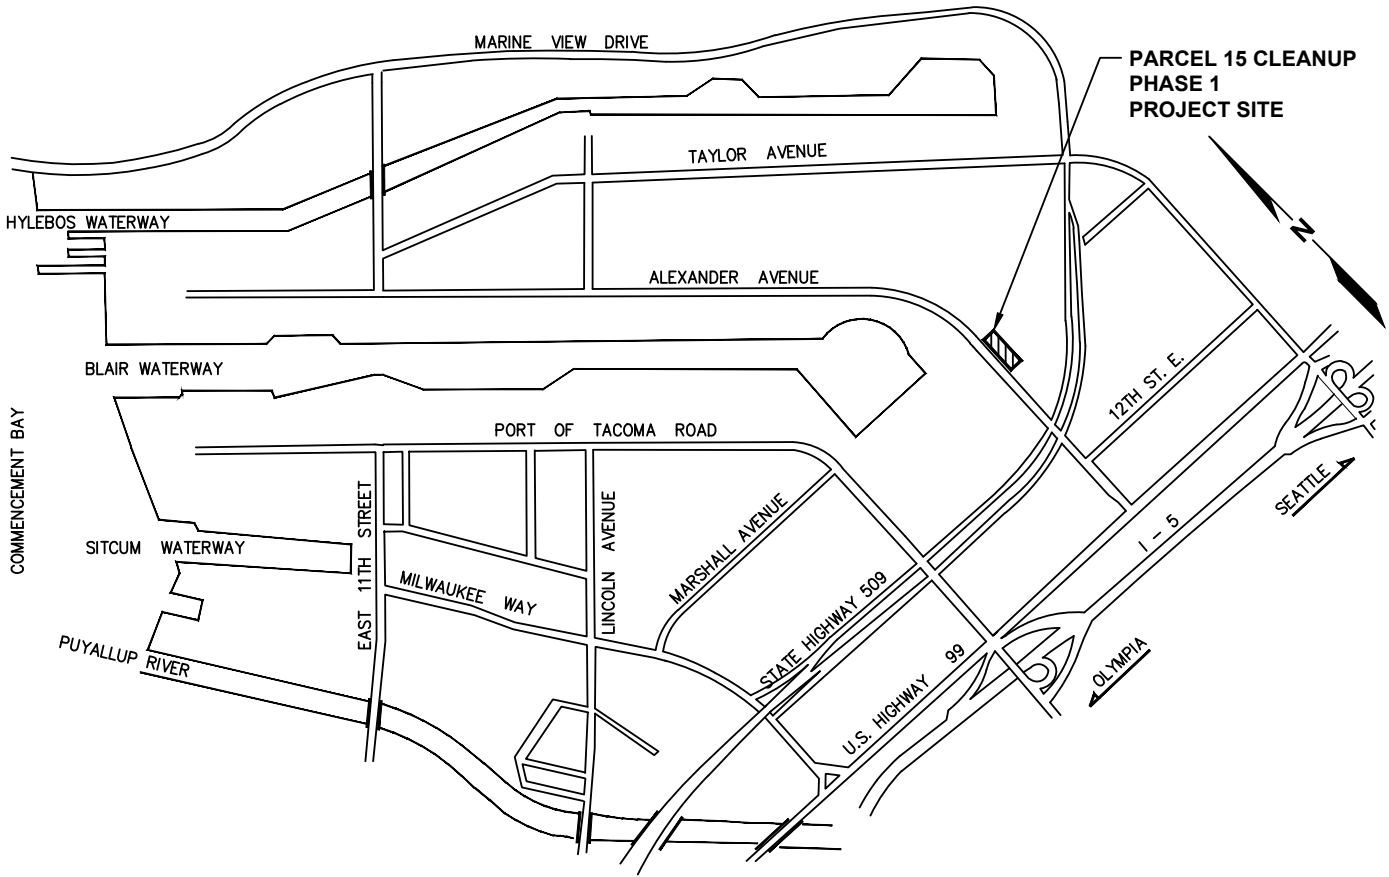 MARINE VIEW DRIVE
PARCEL 15 CLEANUP
PHASE 1
PROJECT SITE
TAYLOR AVENUE
HYLEBOS WATERWAY
N
ALEXANDER AVENUE
BLAIR WATERWAY
12TH ST. E.
COMMENCEMENT BAY
PORT OF TACOMA ROAD
SEATTLE
EAST 11TH STREET
LINCOLN AVENUE
MARSHALL AVENUE
I - 5
SITCUM WATERWAY
MILWAUKEE WAY
STATE HIGHWAY 509
PUYALLUP RIVER
U.S. HIGHWAY 99
OLYMPIA